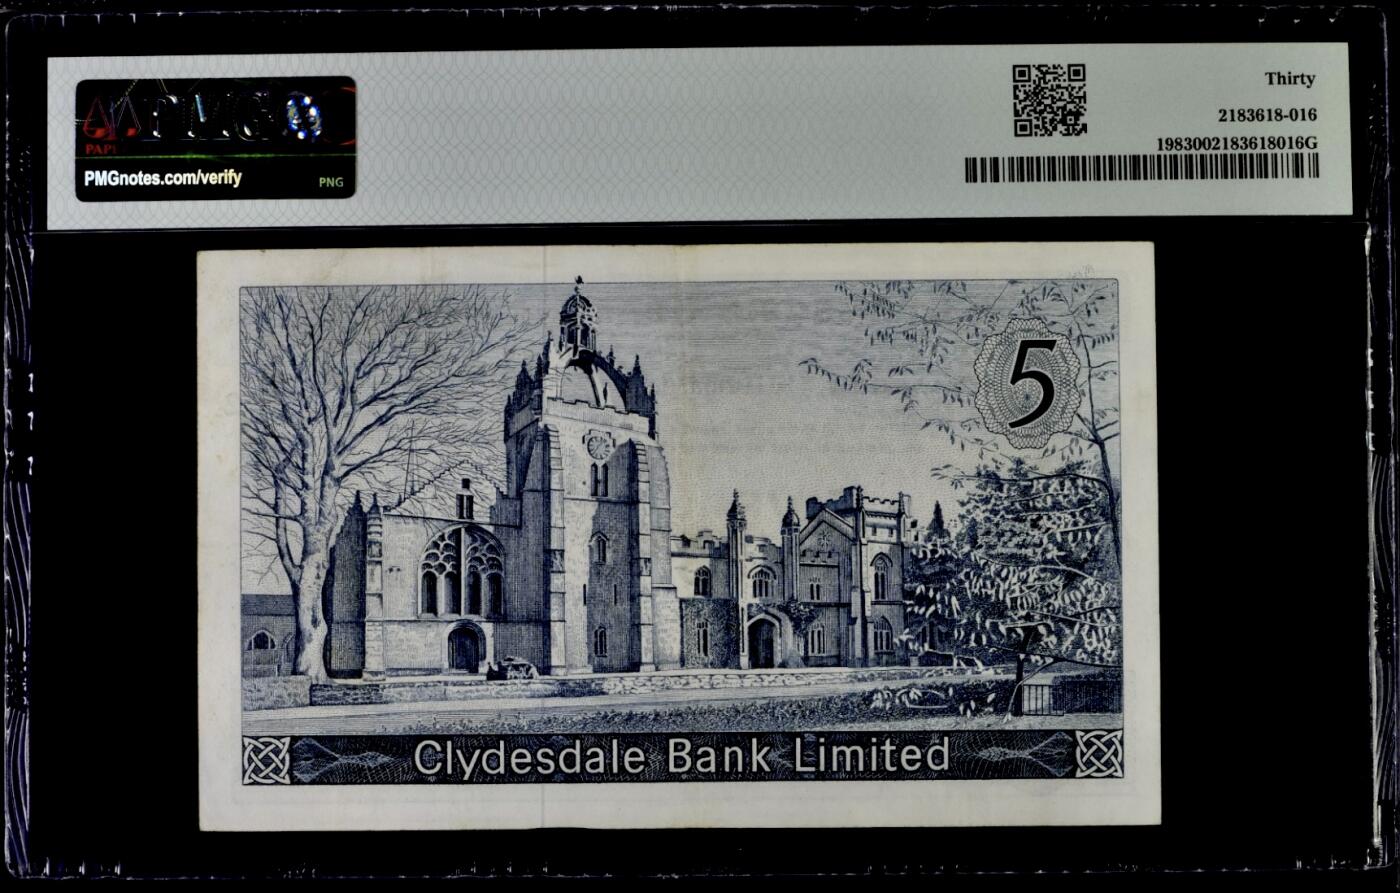 PMG
PMGnotes.com/verify
PNG
Thirty
2183618-016
1983002183618016G
5
Clydesdale Bank Limited